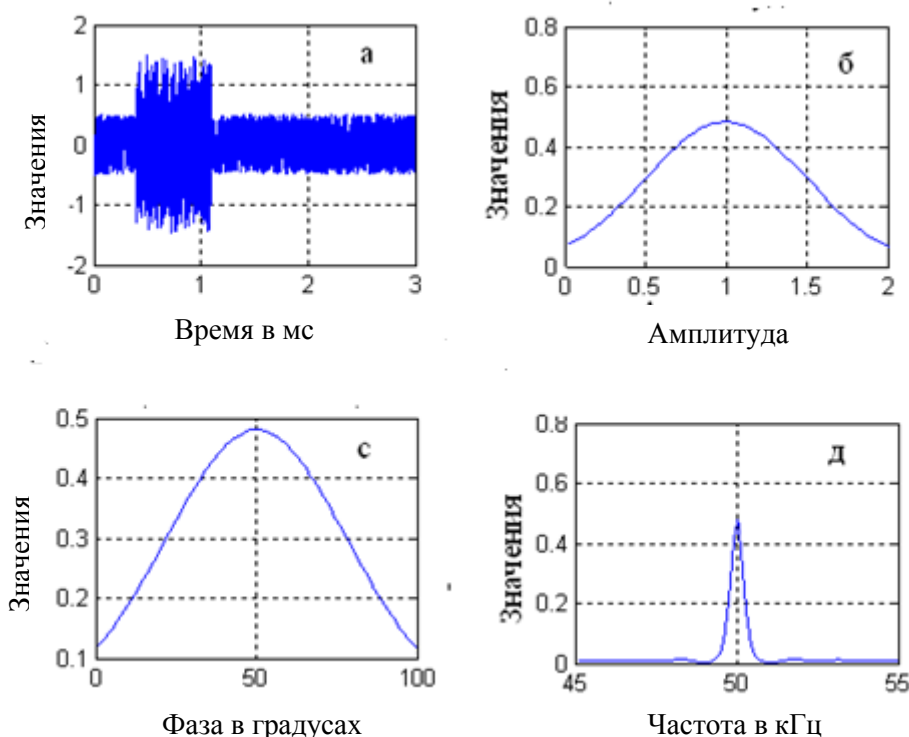 2
1
0
-1
-2
0
1
2
3
Значения
а
Время в мс
0.8
0.6
0.4
0.2
0
0
0.5
1
1.5
2
Значения
б
Амплитуда
0.5
0.4
0.3
0.2
0.1
0
50
100
Значения
с
Фаза в градусах
0.8
0.6
0.4
0.2
0
45
50
55
Значения
д
Частота в кГц